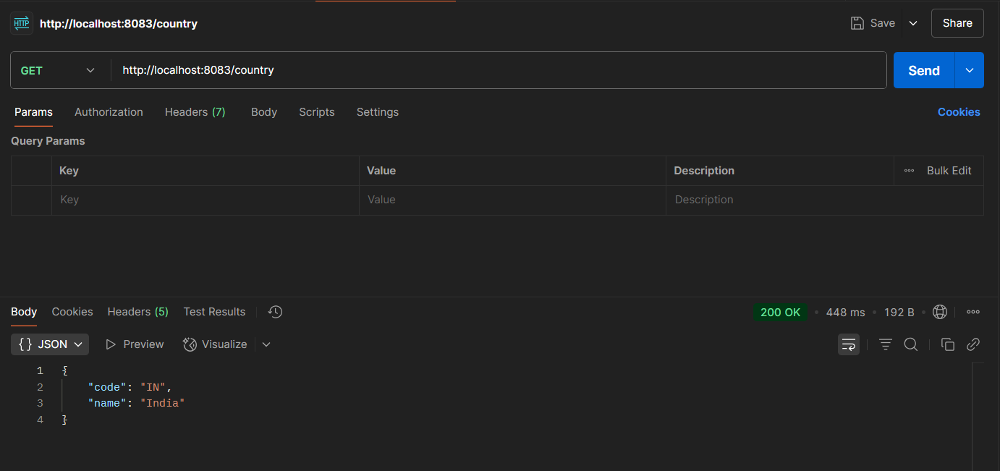 HTTP http://localhost:8083/country Save Share
GET http://localhost:8083/country Send
Params Authorization Headers (7) Body Scripts Settings Cookies
Query Params
Key Value Description Bulk Edit
Key Value Description
Body Cookies Headers (5) Test Results 200 OK • 448 ms • 192 B •
{} JSON Preview Visualize
1 {
2 "code": "IN",
3 "name": "India"
4 }